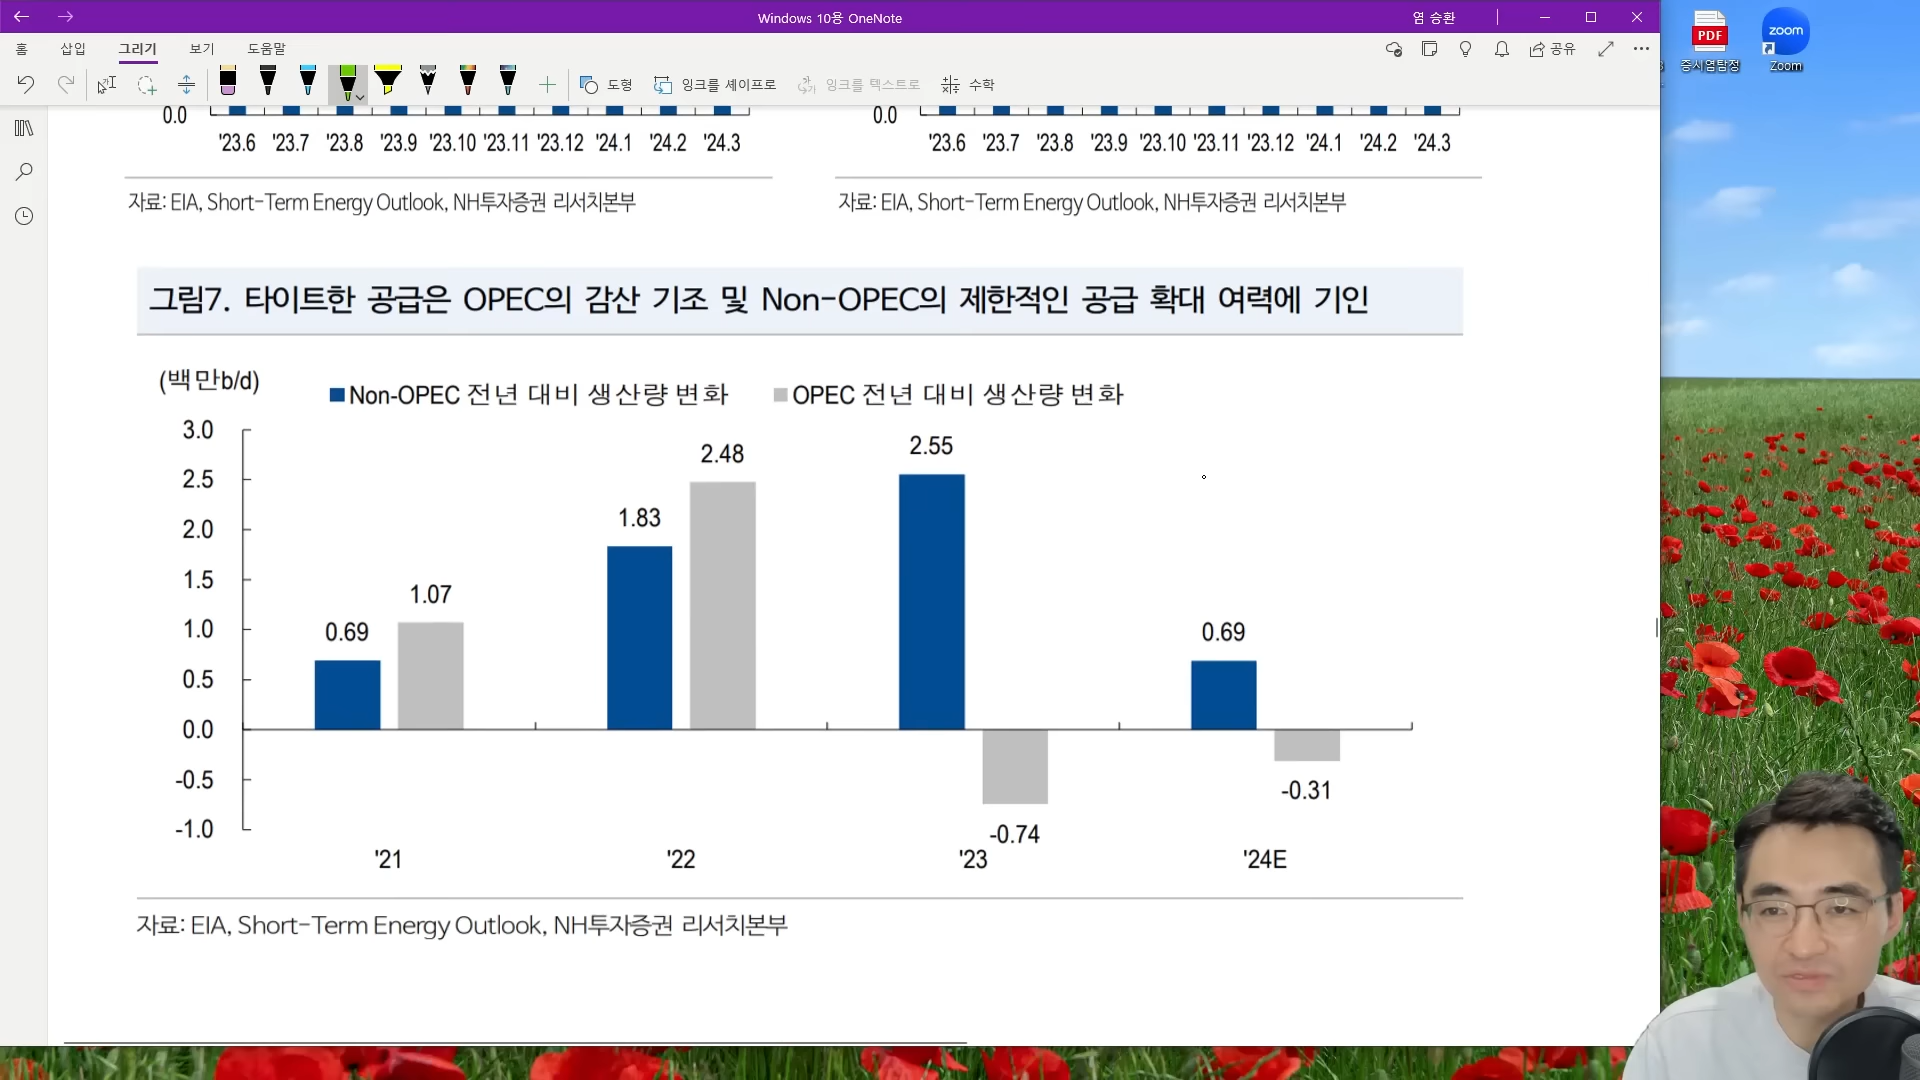 Windows 10용 OneNote
염 승환
홈 삽입 그리기 보기 도움말
공유
도형 잉크를 셰이프로 잉크를 텍스트로 수학
PDF
증시염탐정
zoom
Zoom
0.0
'23.6 '23.7 '23.8 '23.9 '23.10 '23.11 '23.12 '24.1 '24.2 '24.3
자료: EIA, Short-Term Energy Outlook, NH투자증권 리서치본부
0.0
'23.6 '23.7 '23.8 '23.9 '23.10 '23.11 '23.12 '24.1 '24.2 '24.3
자료: EIA, Short-Term Energy Outlook, NH투자증권 리서치본부
그림7. 타이트한 공급은 OPEC의 감산 기조 및 Non-OPEC의 제한적인 공급 확대 여력에 기인
(백만b/d)
Non-OPEC 전년 대비 생산량 변화 OPEC 전년 대비 생산량 변화
3.0
2.5
2.0
1.5
1.0
0.5
0.0
-0.5
-1.0
0.69
1.07
1.83
2.48
2.55
-0.74
0.69
-0.31
'21 '22 '23 '24E
자료: EIA, Short-Term Energy Outlook, NH투자증권 리서치본부